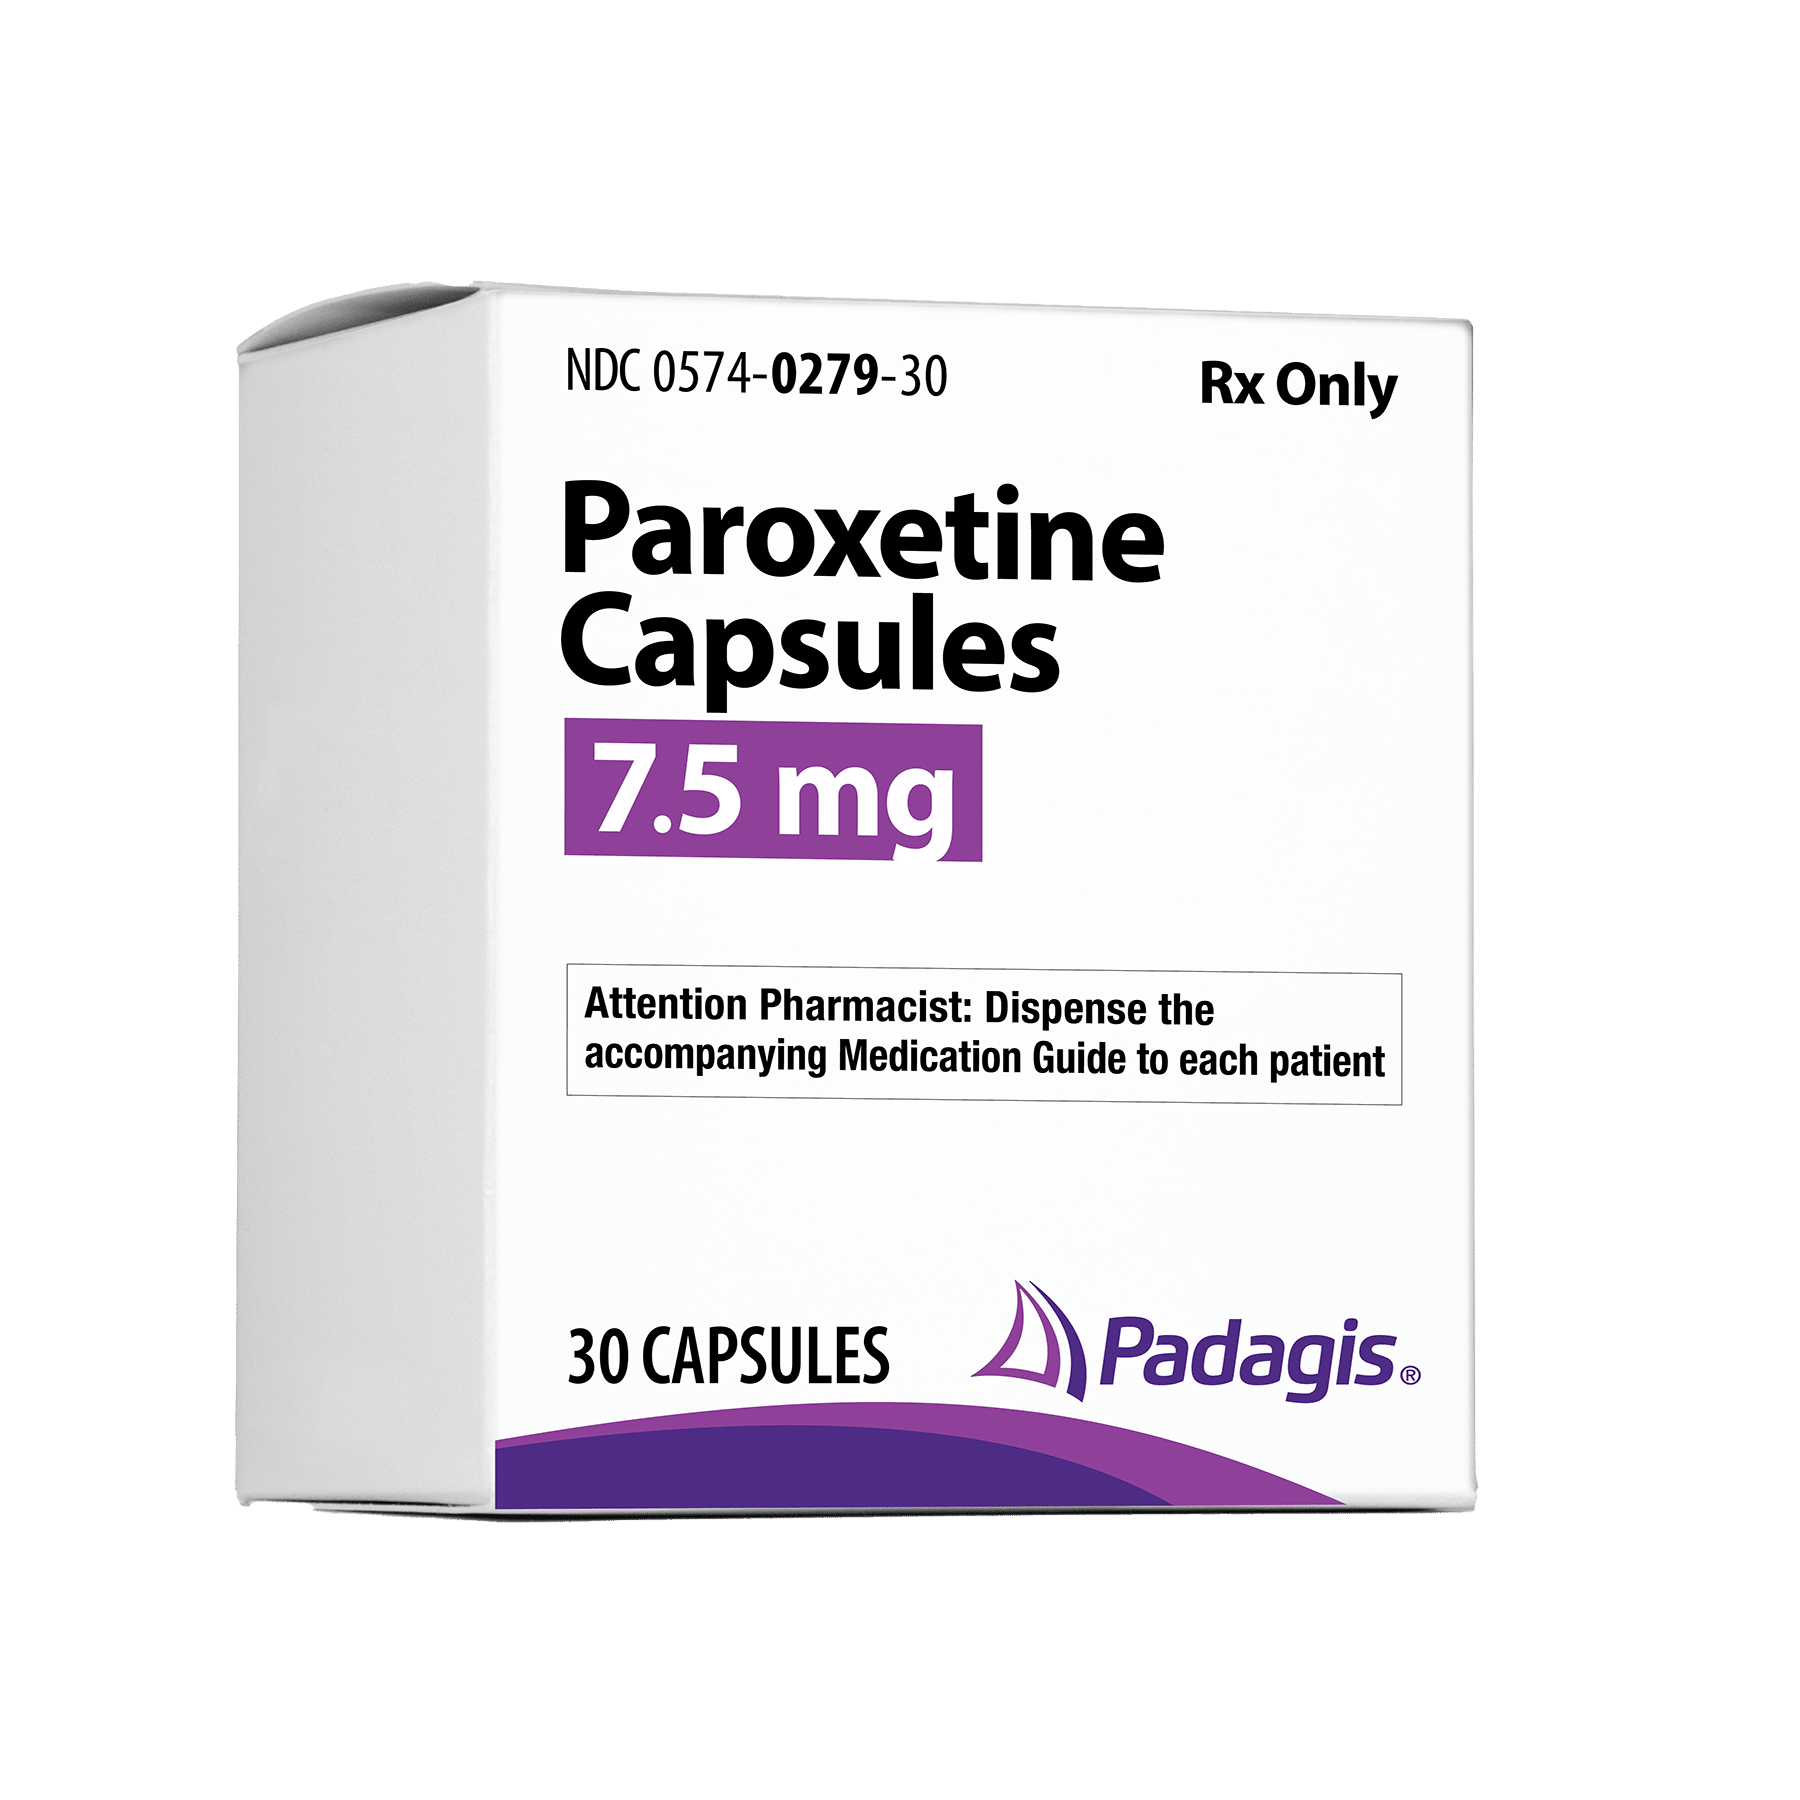 NDC 0574-0279-30
Rx Only
Paroxetine
Capsules
7.5 mg
Attention Pharmacist: Dispense the
accompanying Medication Guide to each patient
30 CAPSULES
Padagis®